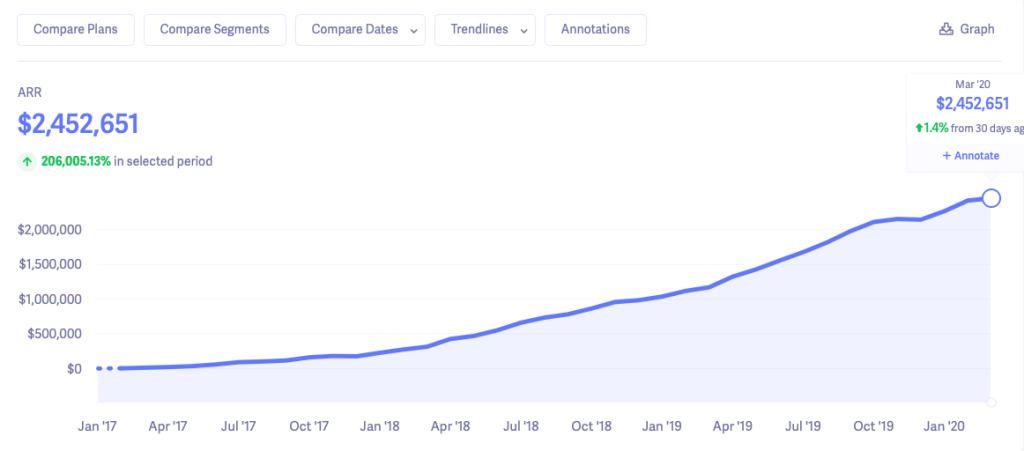 Compare Plans Compare Segments Compare Dates Trendlines Annotations Graph
ARR
$2,452,651
206,005.13% in selected period
Mar '20
$2,452,651
1.4% from 30 days ag
+ Annotate
$2,000,000
$1,500,000
$1,000,000
$500,000
$0
Jan '17 Apr '17 Jul '17 Oct '17 Jan '18 Apr '18 Jul '18 Oct '18 Jan '19 Apr '19 Jul '19 Oct '19 Jan '20